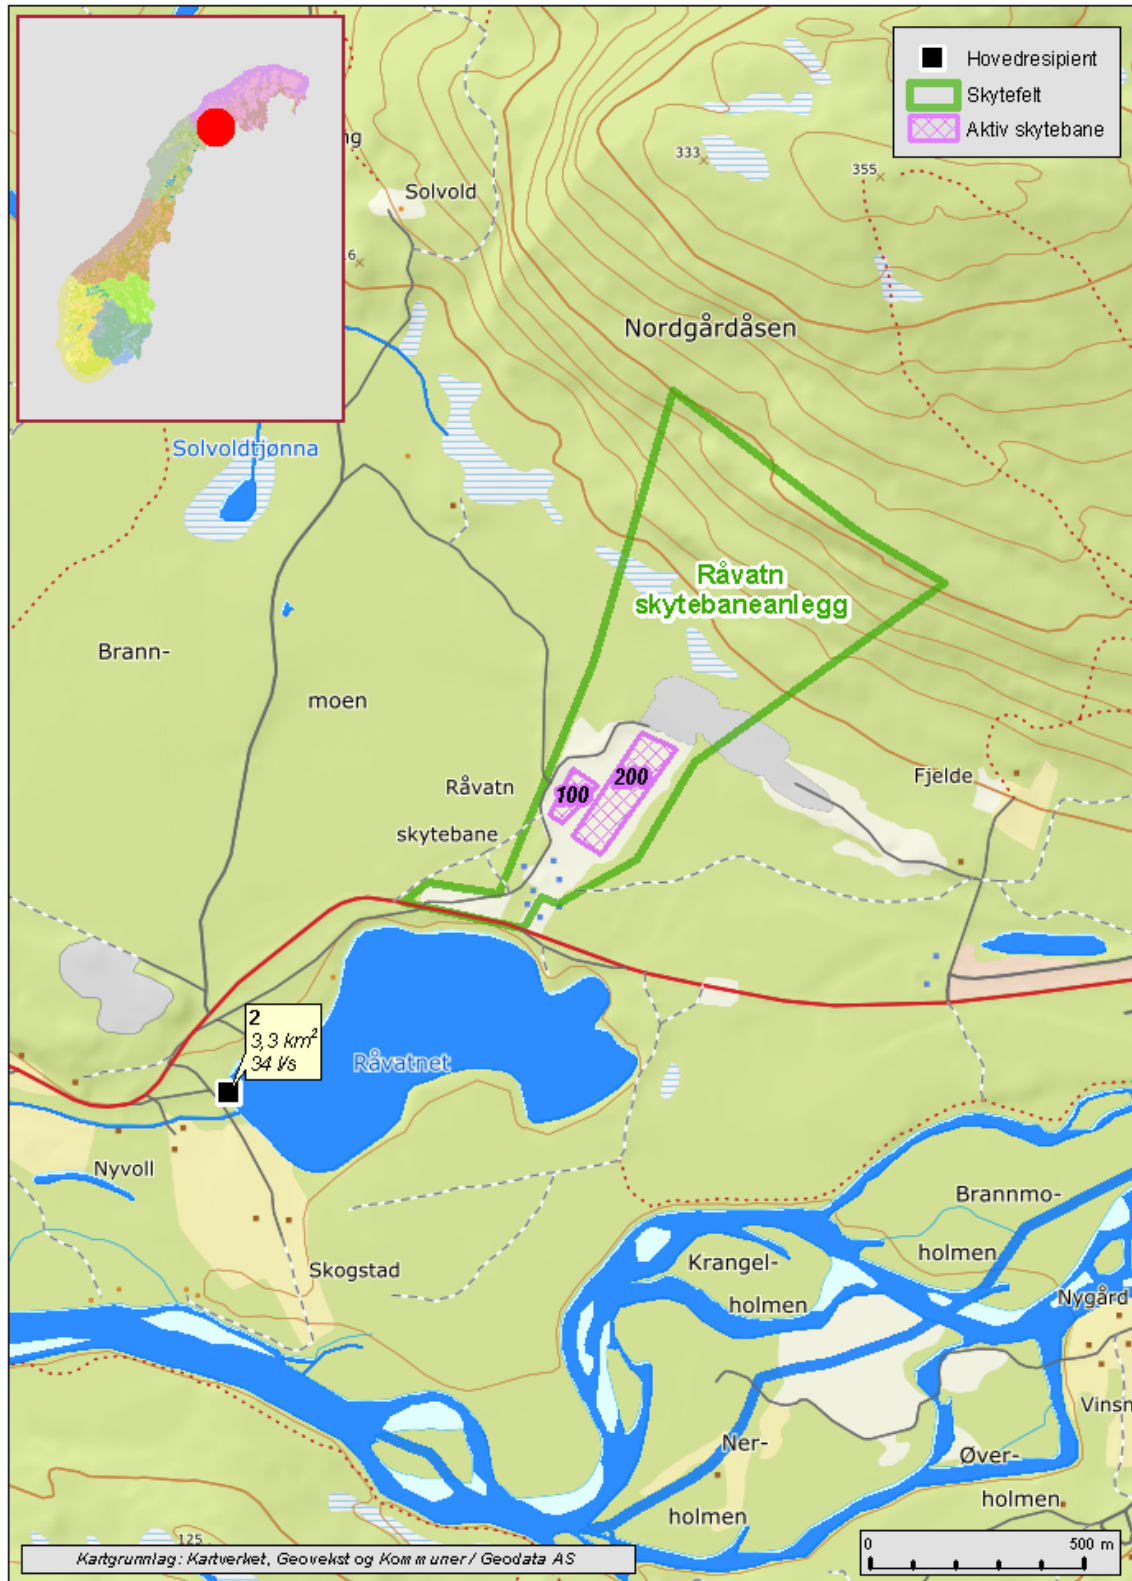 Hovedresipient
Skytefelt
Aktiv skytebane
ng
Solvold
333
355
16
Nordgårdåsen
Solvoldtjønna
Råvatn
skytebaneanlegg
Brann-
moen
Råvatn
skytebane
100
200
Fjelde
2
3,3 km²
34 l/s
Råvatnet
Nyvoll
Skogstad
Brannmo-
holmen
Krangel-
holmen
Nygård
Vinsn
Ner-
holmen
Øver-
holmen
125
Kartgrunnlag: Kartverket, Geovekst og Kommuner / Geodata AS
0 500 m